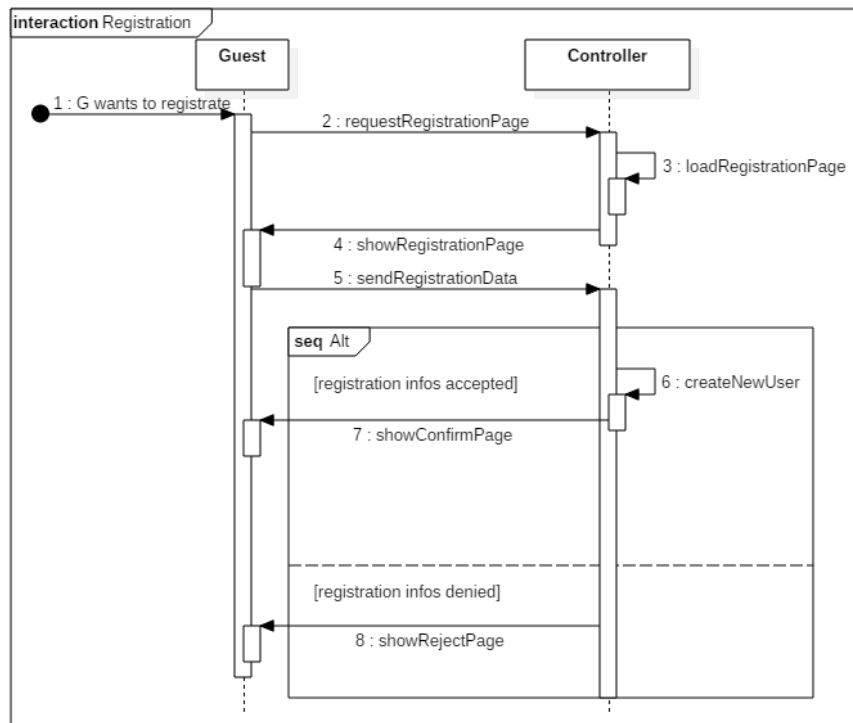 interaction Registration
Guest
Controller
1 : G wants to registrate
2 : requestRegistrationPage
3 : loadRegistrationPage
4 : showRegistrationPage
5 : sendRegistrationData
seq Alt
[registration infos accepted]
6 : createNewUser
7 : showConfirmPage
[registration infos denied]
8 : showRejectPage